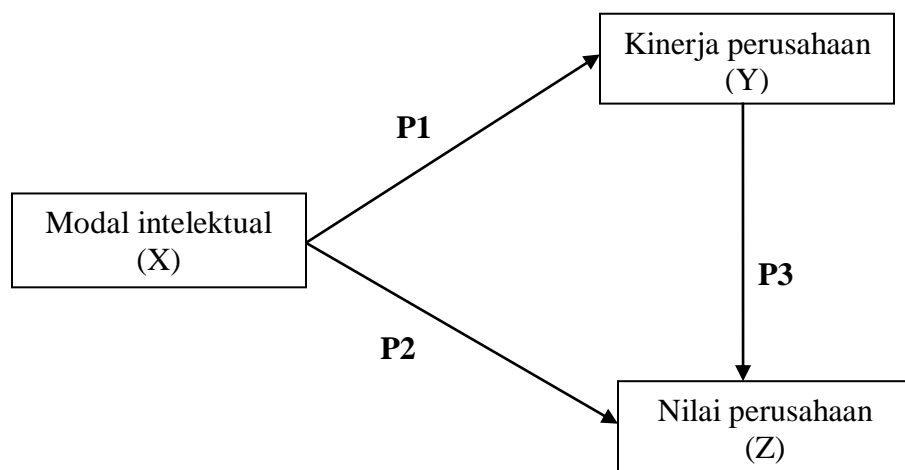 Kinerja perusahaan
(Y)
P1
Modal intelektual
(X)
P3
P2
Nilai perusahaan
(Z)